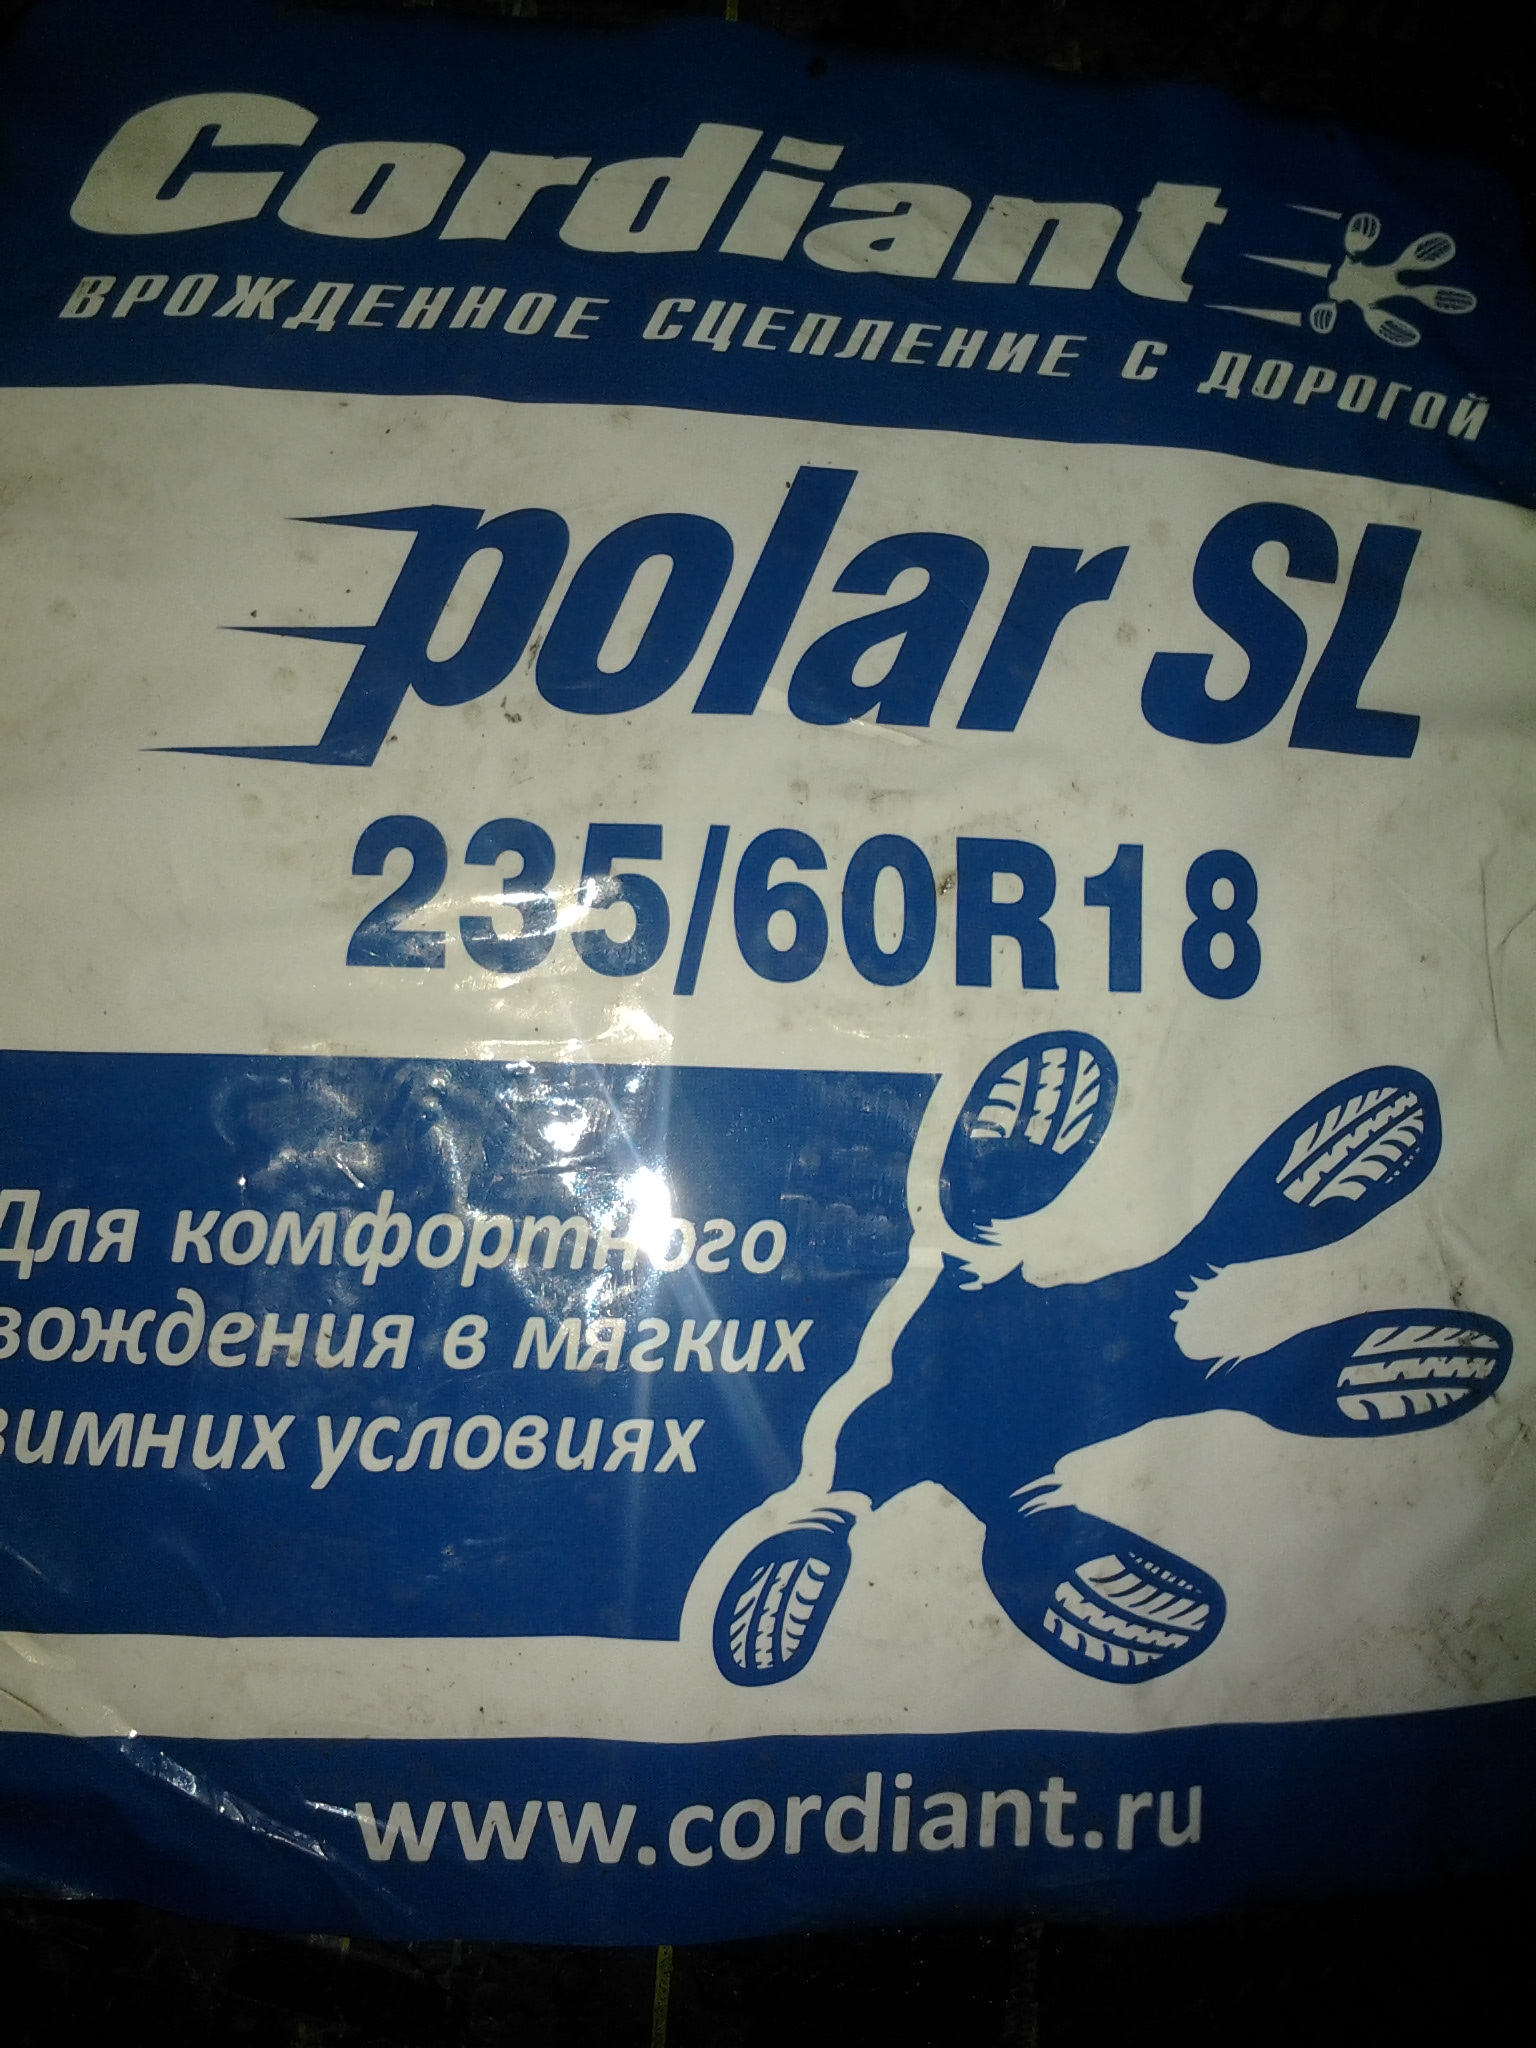 Cordiant
ВРОЖДЕННОЕ СЦЕПЛЕНИЕ С ДОРОГОЙ
polar SL
235/60R18
Для комфортного
вождения в мягких
зимних условиях
www.cordiant.ru